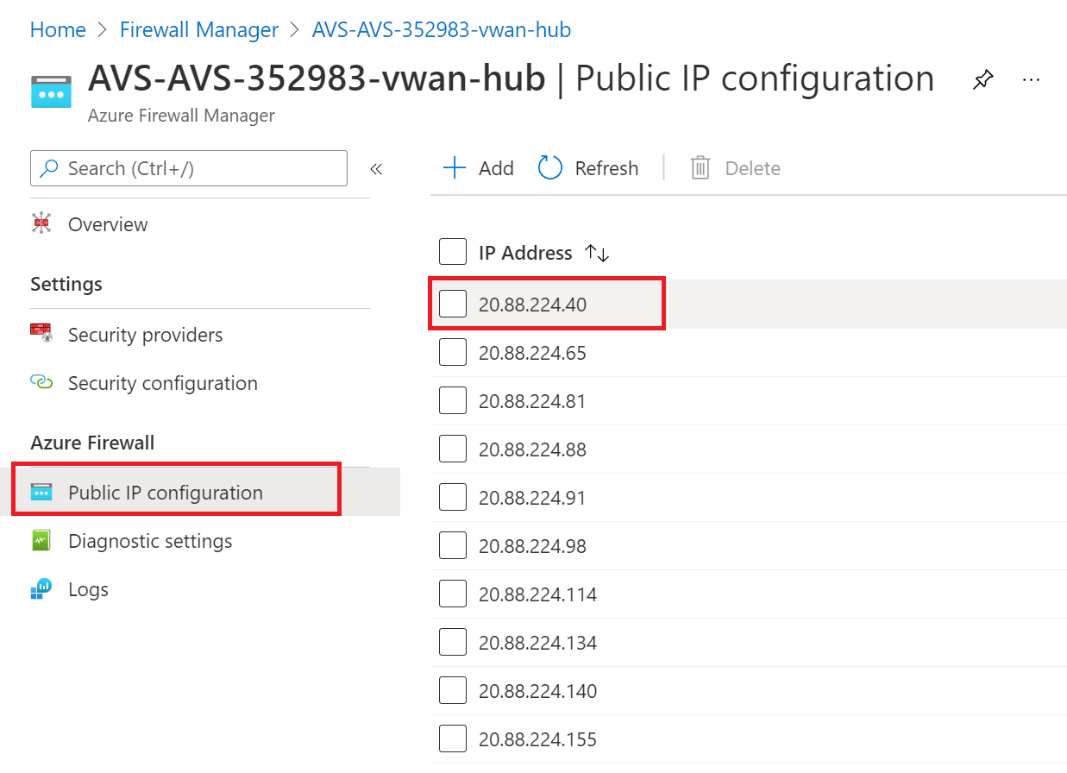 Home > Firewall Manager > AVS-AVS-352983-vwan-hub
AVS-AVS-352983-vwan-hub | Public IP configuration
...
Azure Firewall Manager
Search (Ctrl+/)
«
Add
Refresh
Delete
Overview
Settings
Security providers
Security configuration
Azure Firewall
Public IP configuration
Diagnostic settings
Logs
IP Address ↑↓
20.88.224.40
20.88.224.65
20.88.224.81
20.88.224.88
20.88.224.91
20.88.224.98
20.88.224.114
20.88.224.134
20.88.224.140
20.88.224.155